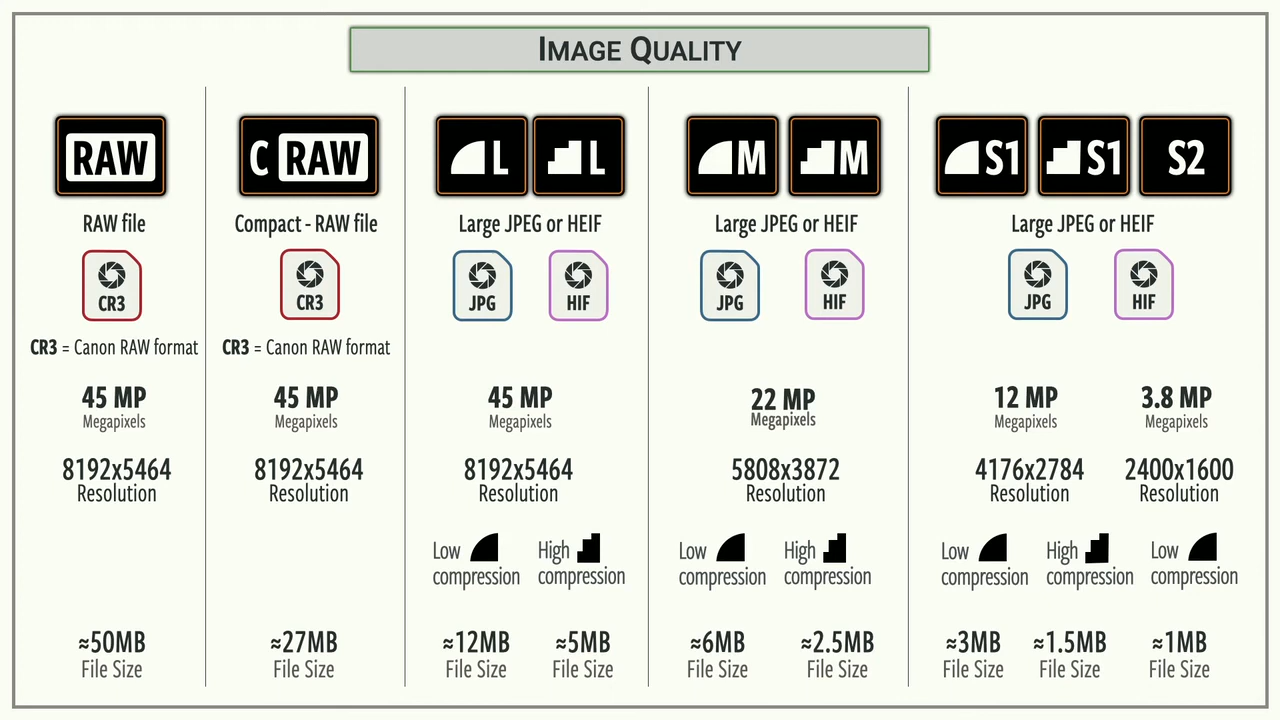 IMAGE QUALITY
RAW
RAW file
CR3
CR3 = Canon RAW format
45 MP
Megapixels
8192x5464
Resolution
≈50MB
File Size
C RAW
Compact - RAW file
CR3
CR3 = Canon RAW format
45 MP
Megapixels
8192x5464
Resolution
≈27MB
File Size
L L
Large JPEG or HEIF
JPG HIF
45 MP
Megapixels
8192x5464
Resolution
Low High
compression compression
≈12MB ≈5MB
File Size File Size
M M
Large JPEG or HEIF
JPG HIF
22 MP
Megapixels
5808x3872
Resolution
Low High
compression compression
≈6MB ≈2.5MB
File Size File Size
S1 S1 S2
Large JPEG or HEIF
JPG HIF
12 MP 3.8 MP
Megapixels Megapixels
4176x2784 2400x1600
Resolution Resolution
Low High Low
compression compression compression
≈3MB ≈1.5MB ≈1MB
File Size File Size File Size